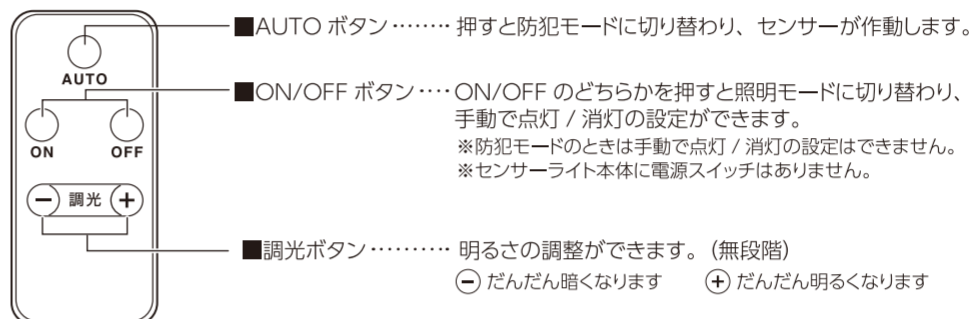 AUTO
ON OFF
− 調光 +
■AUTO ボタン‥‥‥‥ 押すと防犯モードに切り替わり、センサーが作動します。
■ON/OFF ボタン‥‥ ON/OFF のどちらかを押すと照明モードに切り替わり、
手動で点灯 / 消灯の設定ができます。
※防犯モードのときは手動で点灯 / 消灯の設定はできません。
※センサーライト本体に電源スイッチはありません。
■調光ボタン‥‥‥‥‥ 明るさの調整ができます。(無段階)
− だんだん暗くなります + だんだん明るくなります